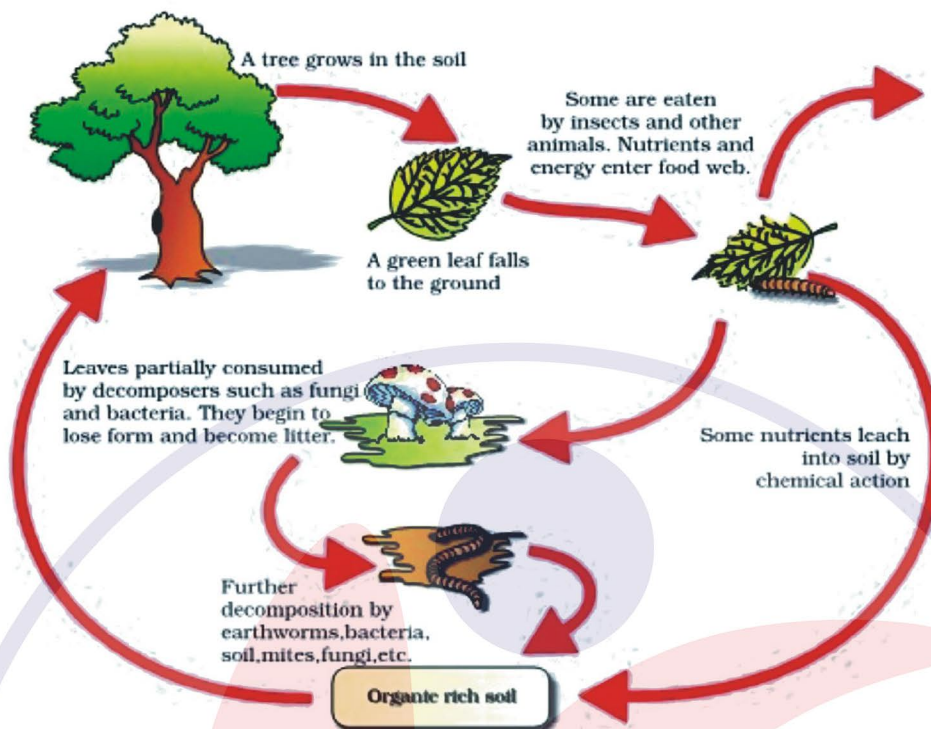 A tree grows in the soil
Some are eaten
by insects and other
animals. Nutrients and
energy enter food web.
A green leaf falls
to the ground
Leaves partially consumed
by decomposers such as fungi
and bacteria. They begin to
lose form and become litter.
Some nutrients leach
into soil by
chemical action
Further
decomposition by
earthworms,bacteria,
soil,mites,fungi,etc.
Organic rich soil